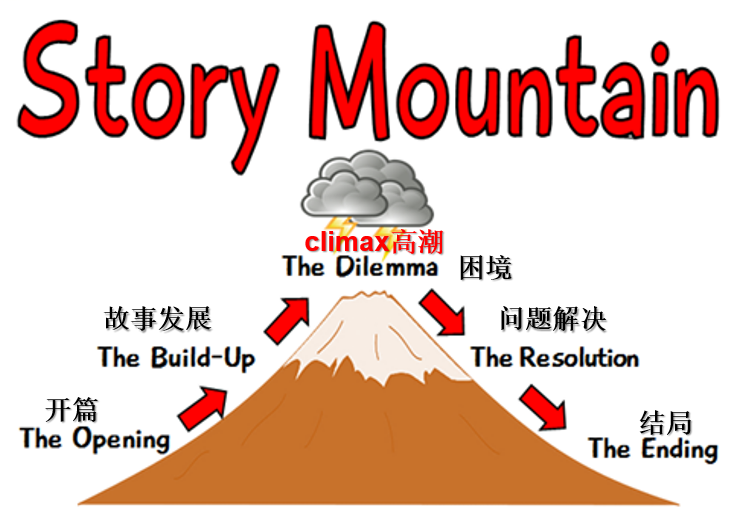 Story Mountain
climax高潮
The Dilemma 困境
故事发展
问题解决
The Build-Up
The Resolution
开篇
结局
The Opening
The Ending